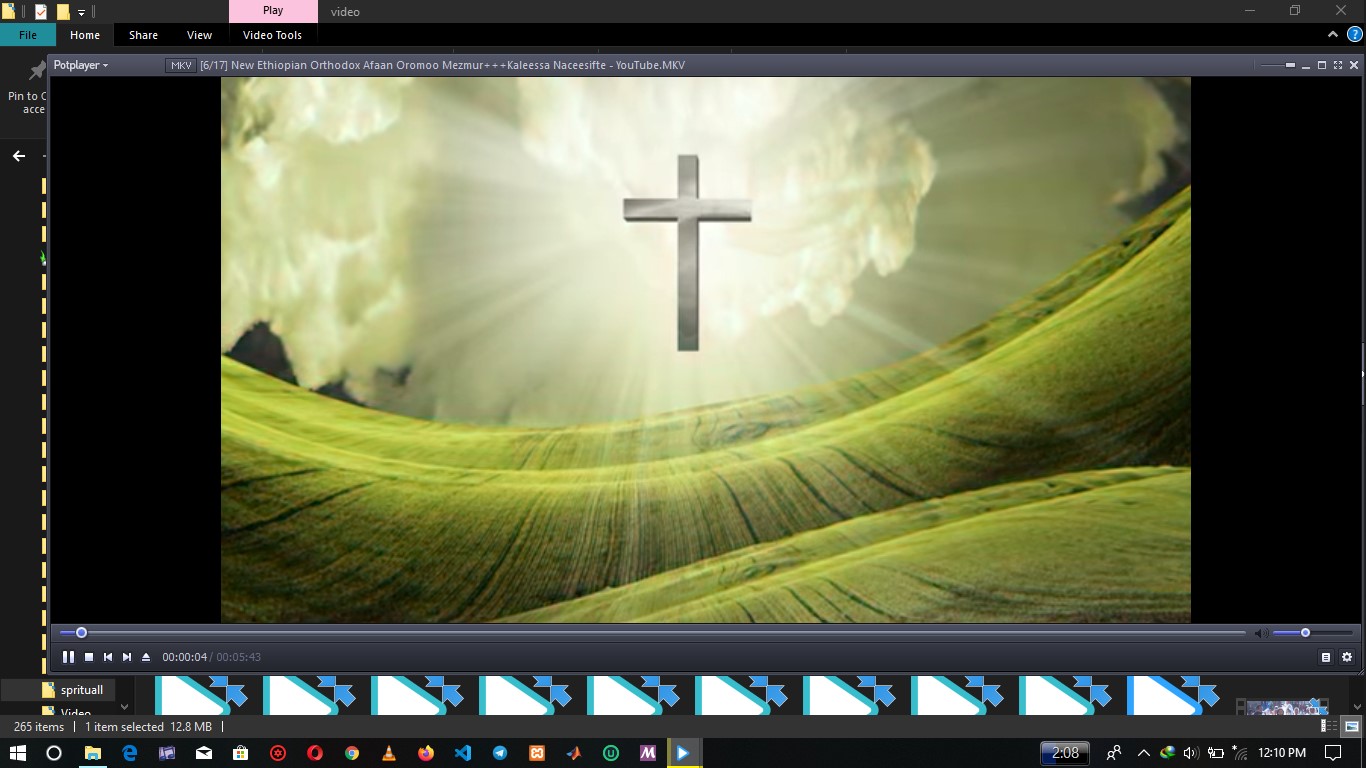 Play
video
File
Home
Share
View
Video Tools
Potplayer
MKV
[6/17] New Ethiopian Orthodox Afaan Oromoo Mezmur+++Kaleessa Naceesifte - YouTube.MKV
Pin to
acce
00:00:04 / 00:05:43
sprituall
Video
265 items
1 item selected 12.8 MB
2:08
12:10 PM